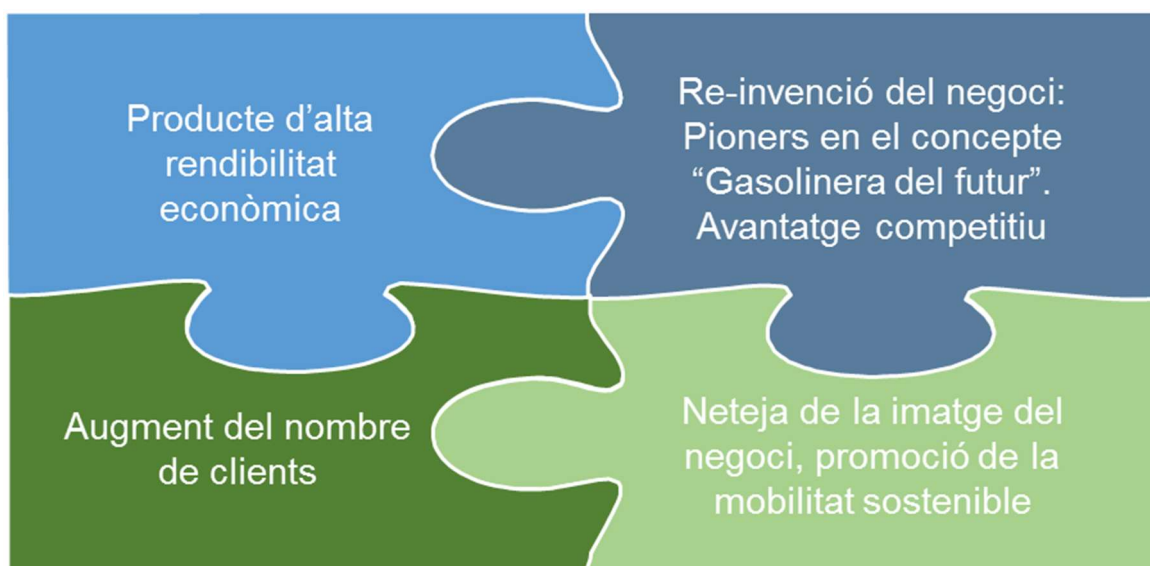 Producte d’alta
rendibilitat
econòmica
Re-invenció del negoci:
Pioners en el concepte
“Gasolinera del futur”.
Avantatge competitiu
Augment del nombre
de clients
Neteja de la imatge del
negoci, promoció de la
mobilitat sostenible